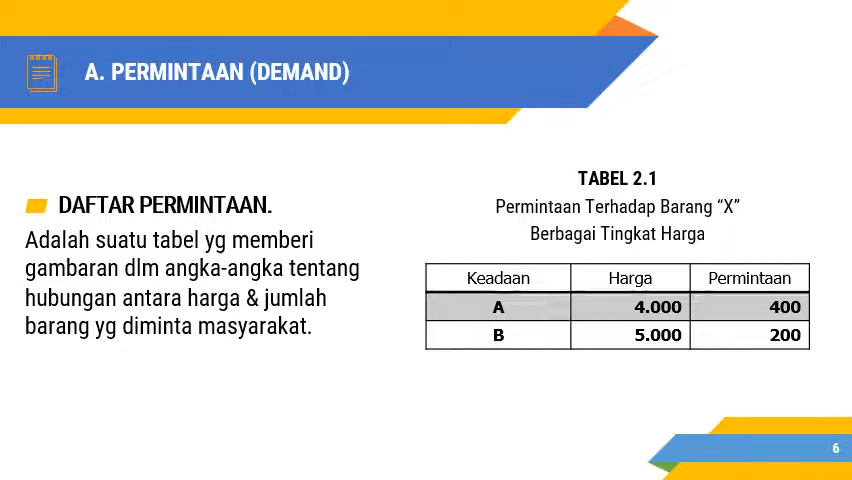 A. PERMINTAAN (DEMAND)
DAFTAR PERMINTAAN.
Adalah suatu tabel yg memberi
gambaran dlm angka-angka tentang
hubungan antara harga & jumlah
barang yg diminta masyarakat.
TABEL 2.1
Permintaan Terhadap Barang “X”
Berbagai Tingkat Harga
Keadaan Harga Permintaan
A 4.000 400
B 5.000 200
6